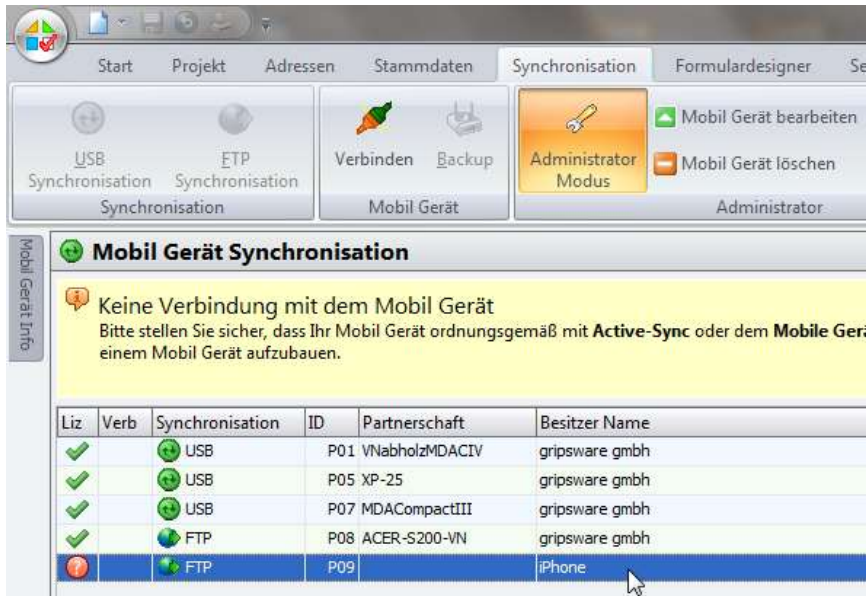 Start Projekt Adressen Stammdaten Synchronisation Formulardesigner Se
USB Synchronisation
FTP Synchronisation
Verbinden
Backup
Administrator Modus
Mobil Gerät bearbeiten
Mobil Gerät löschen
Synchronisation Mobil Gerät Administrator
Mobil Gerät Info
Mobil Gerät Synchronisation
Keine Verbindung mit dem Mobil Gerät
Bitte stellen Sie sicher, dass Ihr Mobil Gerät ordnungsgemäß mit Active-Sync oder dem Mobile Gerä
einem Mobil Gerät aufzubauen.
Liz Verb Synchronisation ID Partnerschaft Besitzer Name
USB P01 VNabholzMDACIV gripsware gmbh
USB P05 XP-25 gripsware gmbh
USB P07 MDACompactIII gripsware gmbh
FTP P08 ACER-S200-VN gripsware gmbh
FTP P09 iPhone